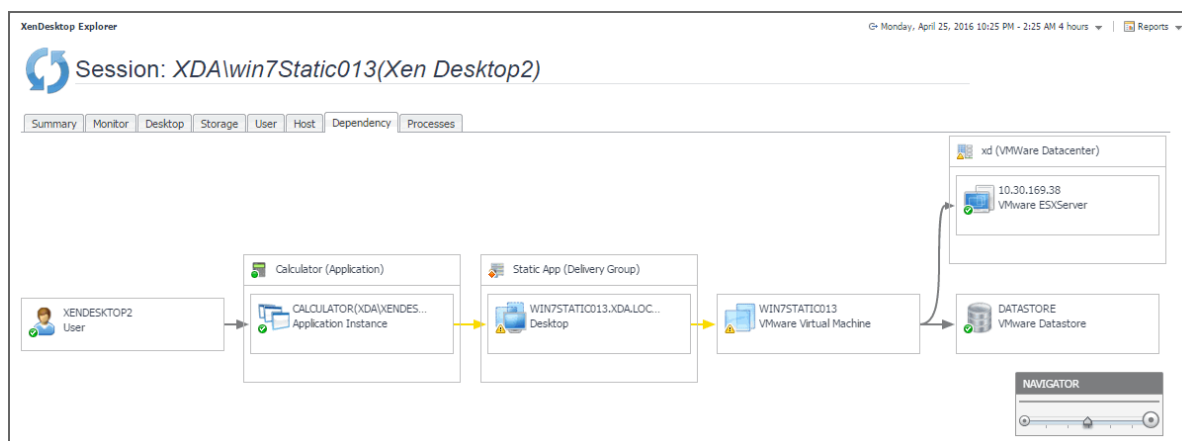 XenDesktop Explorer
Monday, April 25, 2016 10:25 PM - 2:25 AM 4 hours
Reports
Session: XDA\win7Static013(Xen Desktop2)
Summary
Monitor
Desktop
Storage
User
Host
Dependency
Processes
xd (VMWare Datacenter)
10.30.169.38
VMware ESXServer
Calculator (Application)
Static App (Delivery Group)
XENDESKTOP2
User
CALCULATOR(XDA\XENDES...
Application Instance
WIN7STATIC013.XDA.LOC...
Desktop
WIN7STATIC013
VMware Virtual Machine
DATASTORE
VMware Datastore
NAVIGATOR